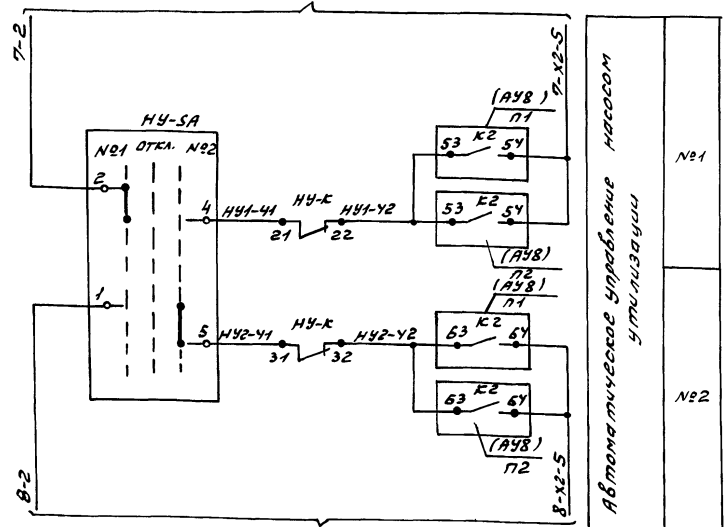 7-2
7-X2-5
НУ-SA
№1 ОТКЛ. №2
2
4
НУ1-Ч1
НУ-К
НУ1-Ч2
21
22
(АУ8)
П1
53 К2 54
К2
53 54
(АУ8)
П2
(АУ8)
П1
1
5
НУ2-Ч1
НУ-К
НУ2-Ч2
31
32
К2
63 64
К2
63 64
(АУ8)
П2
8-2
8-X2-5
Автоматическое управление насосом
утилизации
№1
№2